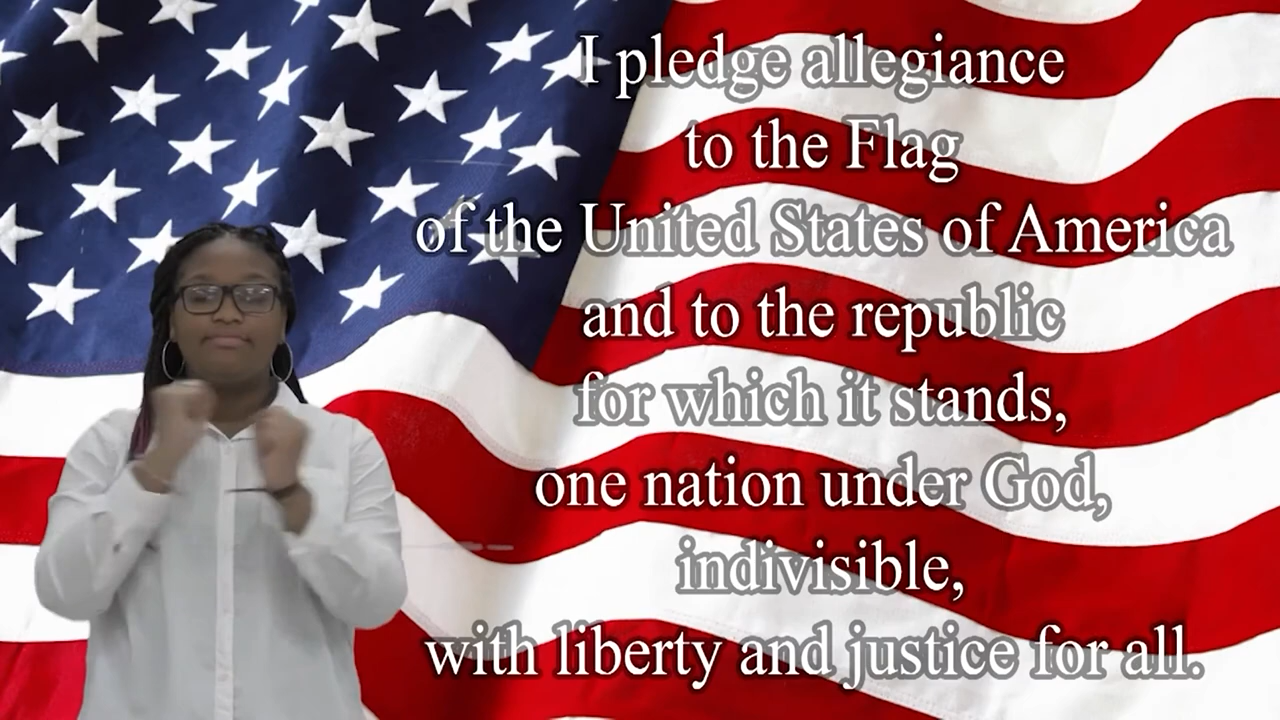 I pledge allegiance
to the Flag
of the United States of America
and to the republic
for which it stands,
one nation under God,
indivisible,
with liberty and justice for all.